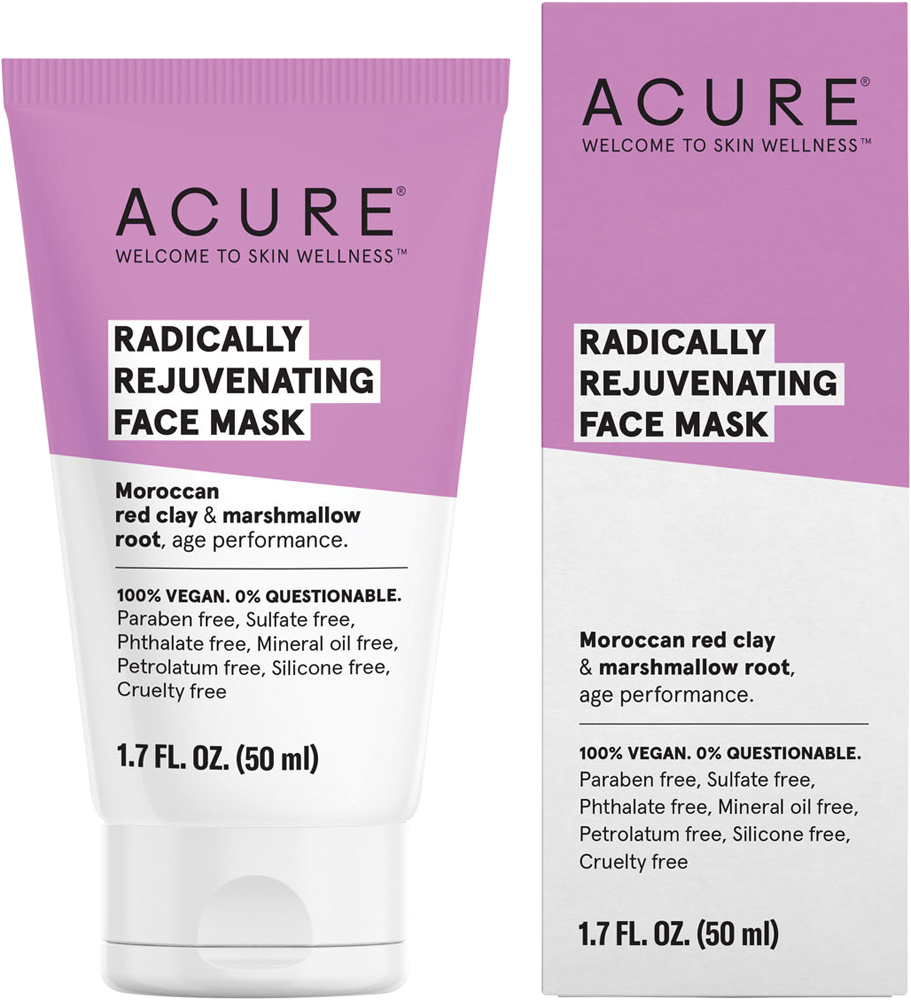 ACURE®
WELCOME TO SKIN WELLNESS™
RADICALLY
REJUVENATING
FACE MASK
Moroccan
red clay & marshmallow
root, age performance.
100% VEGAN. 0% QUESTIONABLE.
Paraben free, Sulfate free,
Phthalate free, Mineral oil free,
Petrolatum free, Silicone free,
Cruelty free
1.7 FL. OZ. (50 ml)
ACURE®
WELCOME TO SKIN WELLNESS™
RADICALLY
REJUVENATING
FACE MASK
Moroccan red clay
& marshmallow root,
age performance.
100% VEGAN. 0% QUESTIONABLE.
Paraben free, Sulfate free,
Phthalate free, Mineral oil free,
Petrolatum free, Silicone free,
Cruelty free
1.7 FL. OZ. (50 ml)